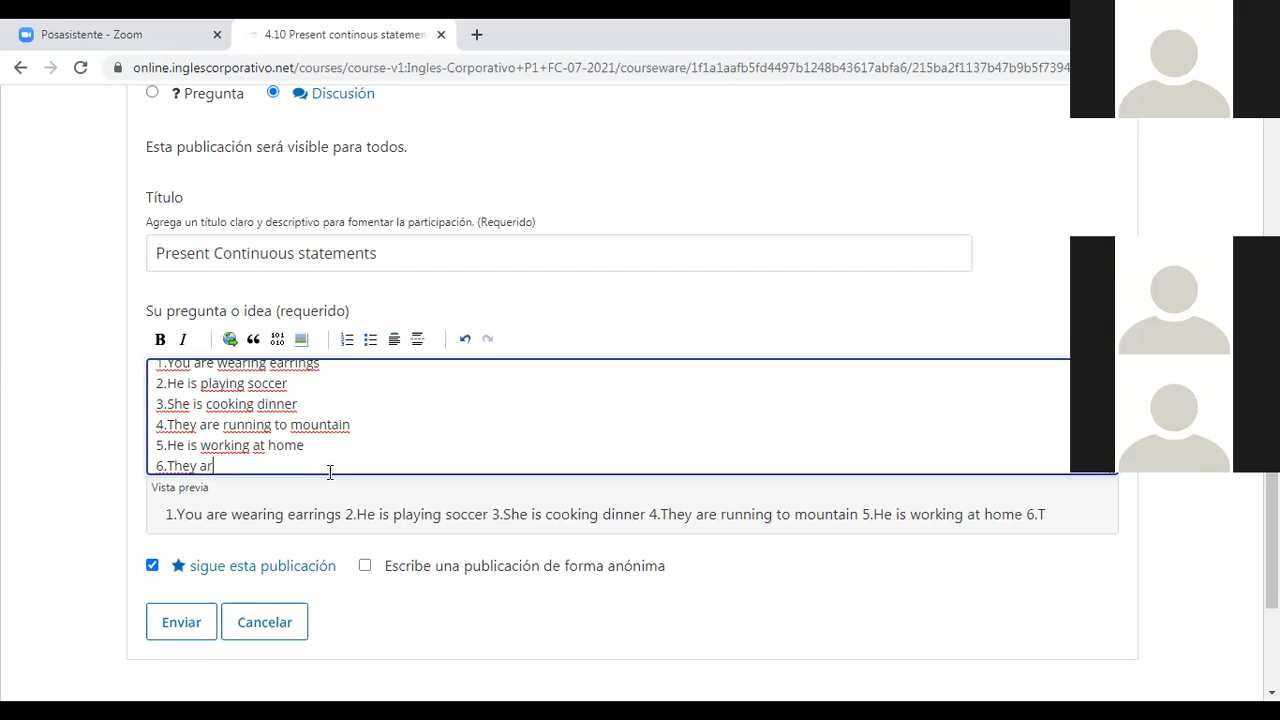 Posasistente - Zoom
4.10 Present continous statemen
online.inglescorporativo.net/courses/course-v1:Ingles-Corporativo+P1+FC-07-2021/courseware/1f1a1aafb5fd4497b1248b43617abfa6/215ba2f1137b47b9b5f7394
? Pregunta
Discusión
Esta publicación será visible para todos.
Título
Agrega un título claro y descriptivo para fomentar la participación. (Requerido)
Present Continuous statements
Su pregunta o idea (requerido)
B I
1.You are wearing earrings
2.He is playing soccer
3.She is cooking dinner
4.They are running to mountain
5.He is working at home
6.They ar
Vista previa
1.You are wearing earrings 2.He is playing soccer 3.She is cooking dinner 4.They are running to mountain 5.He is working at home 6.T
sigue esta publicación
Escribe una publicación de forma anónima
Enviar
Cancelar